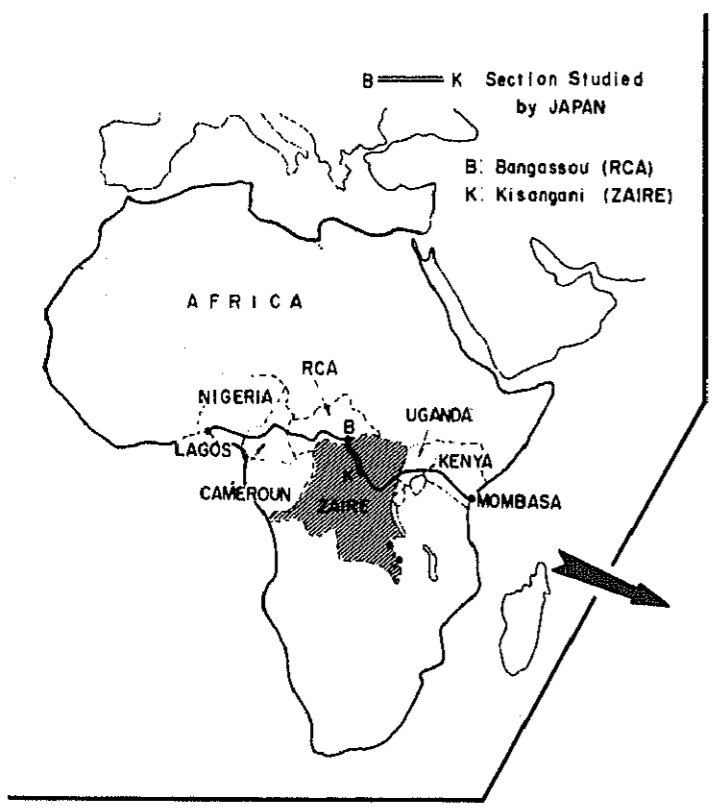 B K Section Studied
by JAPAN
B: Bangassou (RCA)
K: Kisangani (ZAIRE)
AFRICA
RCA
NIGERIA
UGANDA
B
LAGOS
KENYA
K
CAMEROUN
ZAIRE
MOMBASA